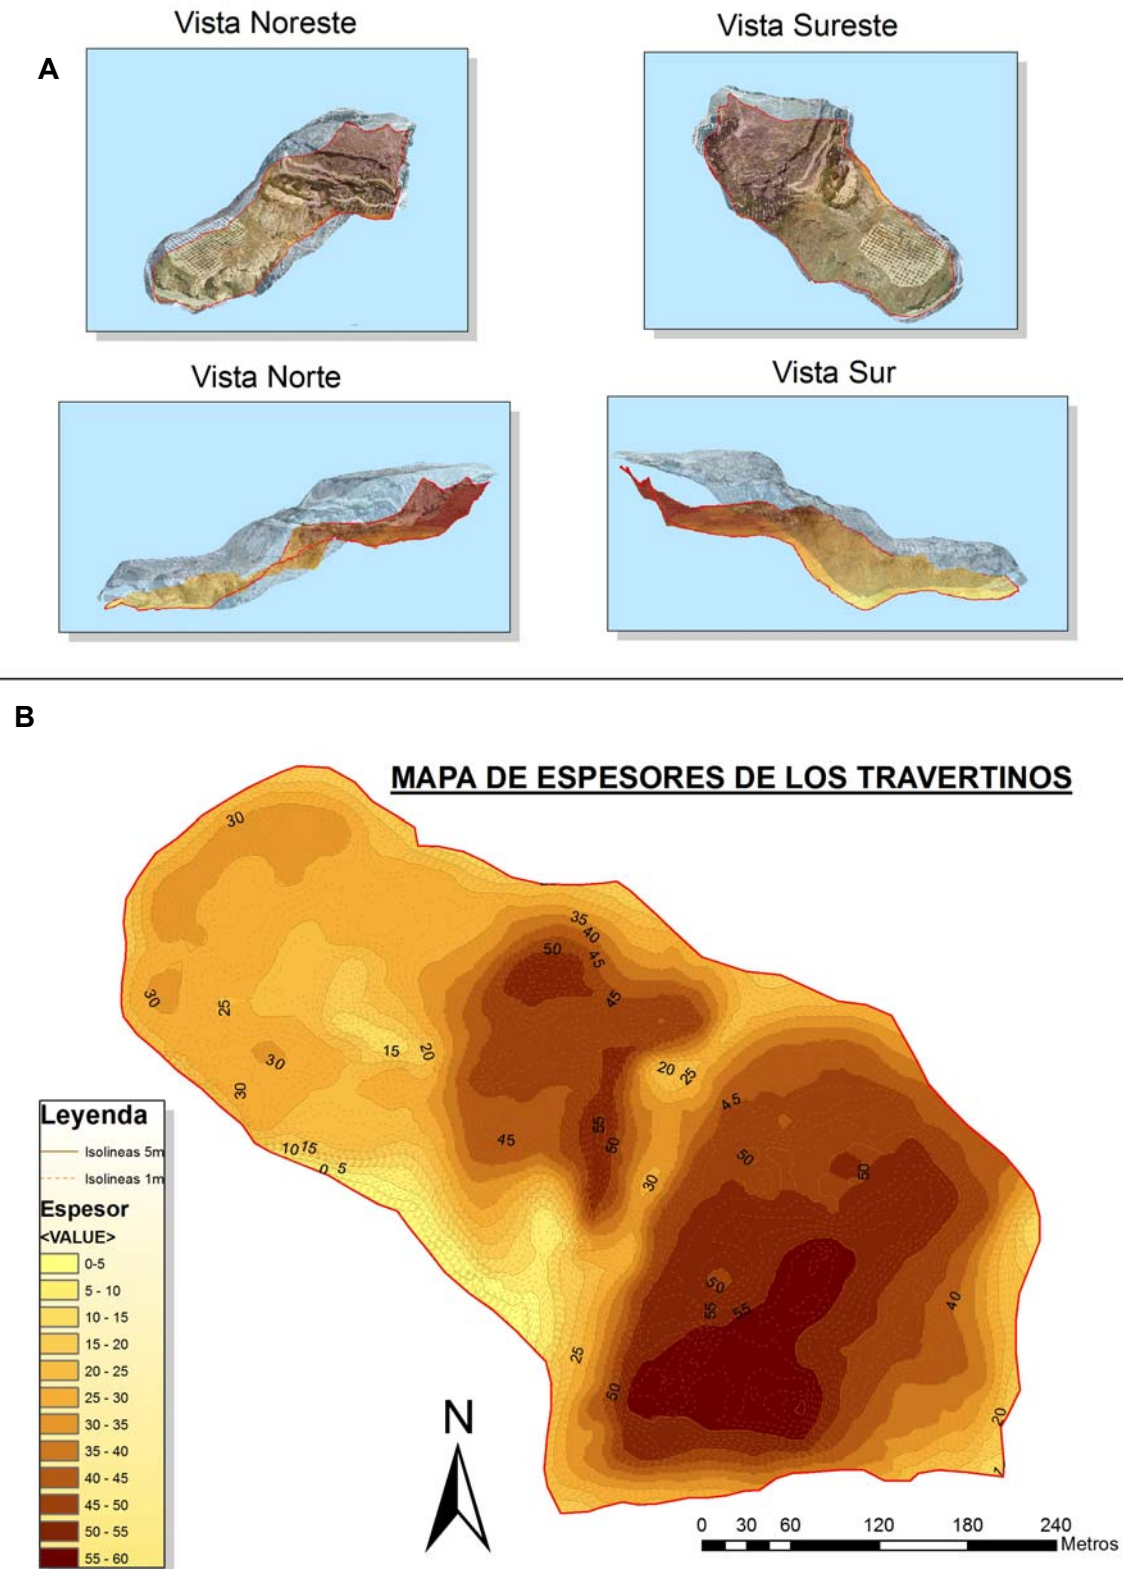 Vista Noreste
Vista Sureste
A
Vista Norte
Vista Sur
B
MAPA DE ESPESORES DE LOS TRAVERTINOS
30
35
40
50
45
45
30
25
15
20
30
20
25
30
45
10 15
0 5
45
55
50
50
50
30
50
55
55
40
25
50
20
7
Leyenda
Isolineas 5m
Isolineas 1m
Espesor
<VALUE>
0-5
5 - 10
10 - 15
15 - 20
20 - 25
25 - 30
30 - 35
35 - 40
40 - 45
45 - 50
50 - 55
55 - 60
N
0 30 60 120 180 240
Metros